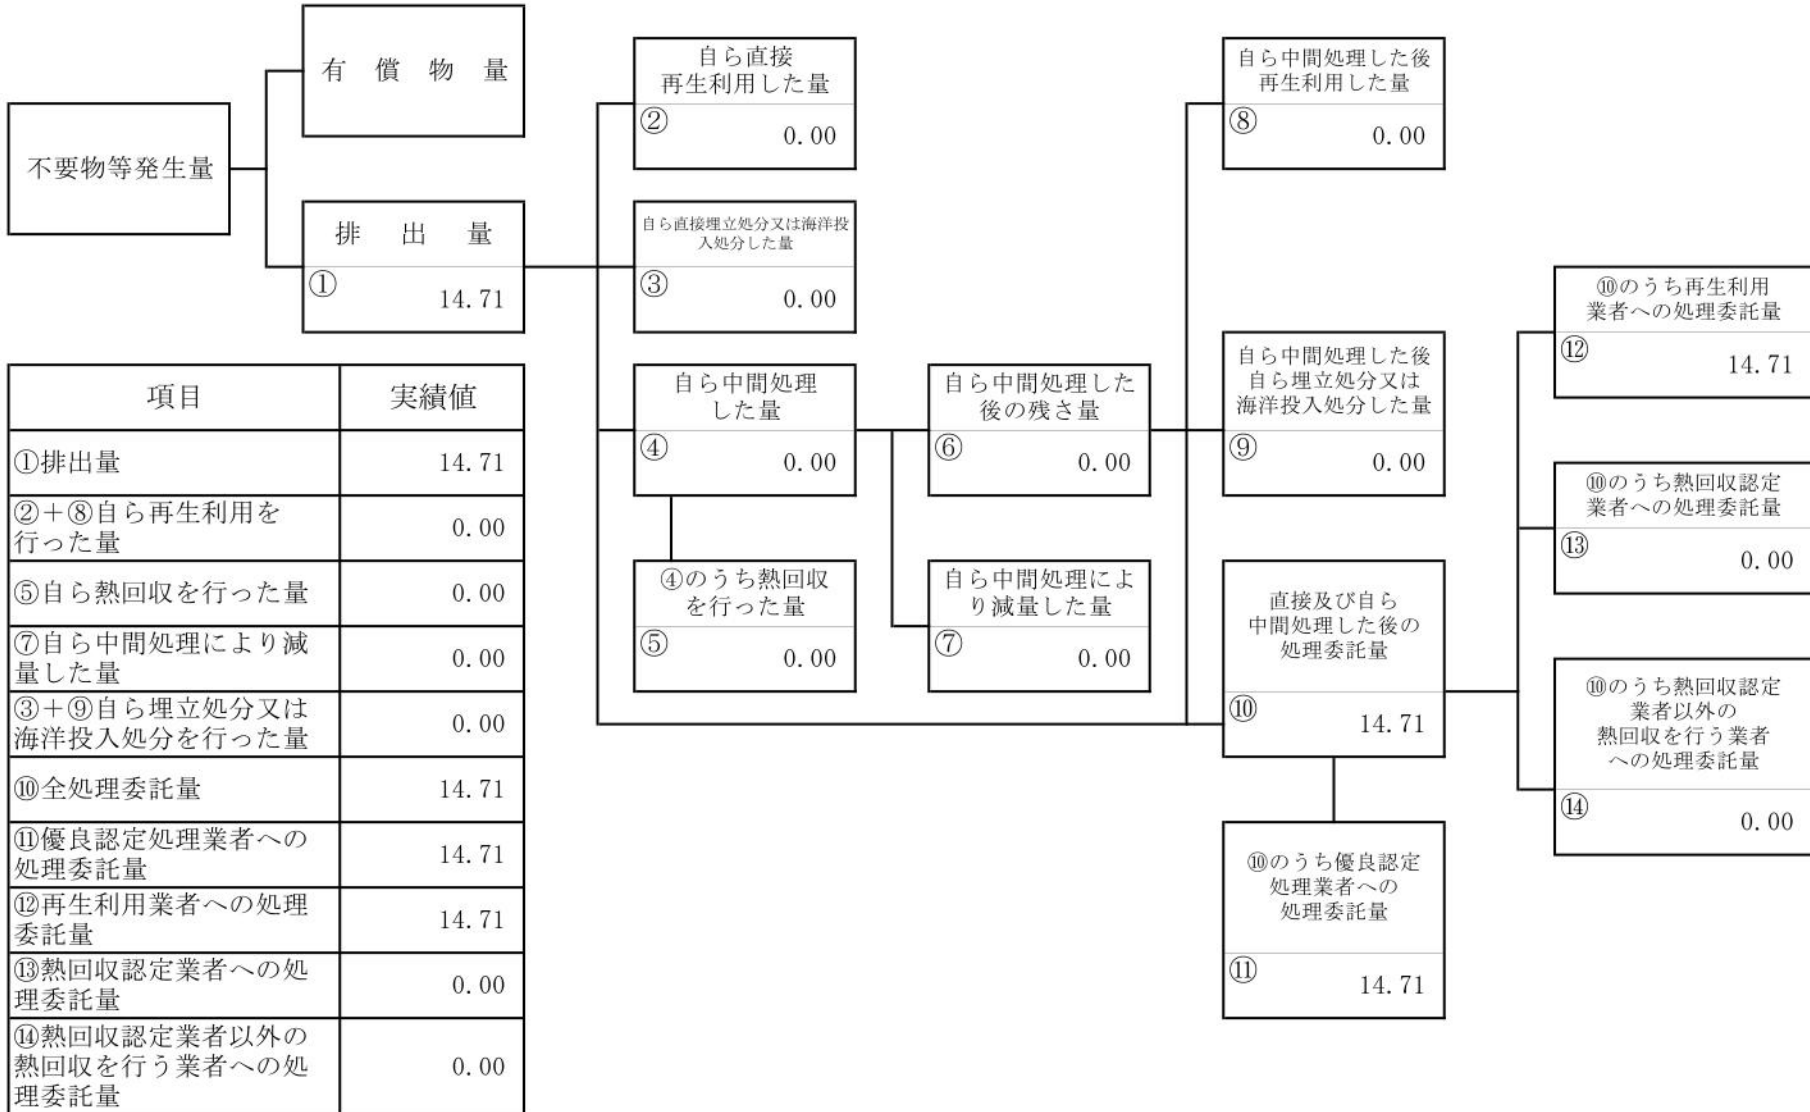 有償物量
不要物等発生量
排出量
①
14.71
自ら直接
再生利用した量
②
0.00
自ら直接埋立処分又は海洋投
入処分した量
③
0.00
自ら中間処理
した量
④
0.00
④のうち熱回収
を行った量
⑤
0.00
自ら中間処理した
後の残さ量
⑥
0.00
自ら中間処理によ
り減量した量
⑦
0.00
自ら中間処理した後
再生利用した量
⑧
0.00
自ら中間処理した後
自ら埋立処分又は
海洋投入処分した量
⑨
0.00
直接及び自ら
中間処理した後の
処理委託量
⑩
14.71
⑩のうち優良認定
処理業者への
処理委託量
⑪
14.71
⑩のうち再生利用
業者への処理委託量
⑫
14.71
⑩のうち熱回収認定
業者への処理委託量
⑬
0.00
⑩のうち熱回収認定
業者以外の
熱回収を行う業者
への処理委託量
⑭
0.00
項目 実績値
①排出量 14.71
②＋⑧自ら再生利用を
行った量
0.00
⑤自ら熱回収を行った量 0.00
⑦自ら中間処理により減
量した量
0.00
③＋⑨自ら埋立処分又は
海洋投入処分を行った量
0.00
⑩全処理委託量 14.71
⑪優良認定処理業者への
処理委託量
14.71
⑫再生利用業者への処理
委託量
14.71
⑬熱回収認定業者への処
理委託量
0.00
⑭熱回収認定業者以外の
熱回収を行う業者への処
理委託量
0.00